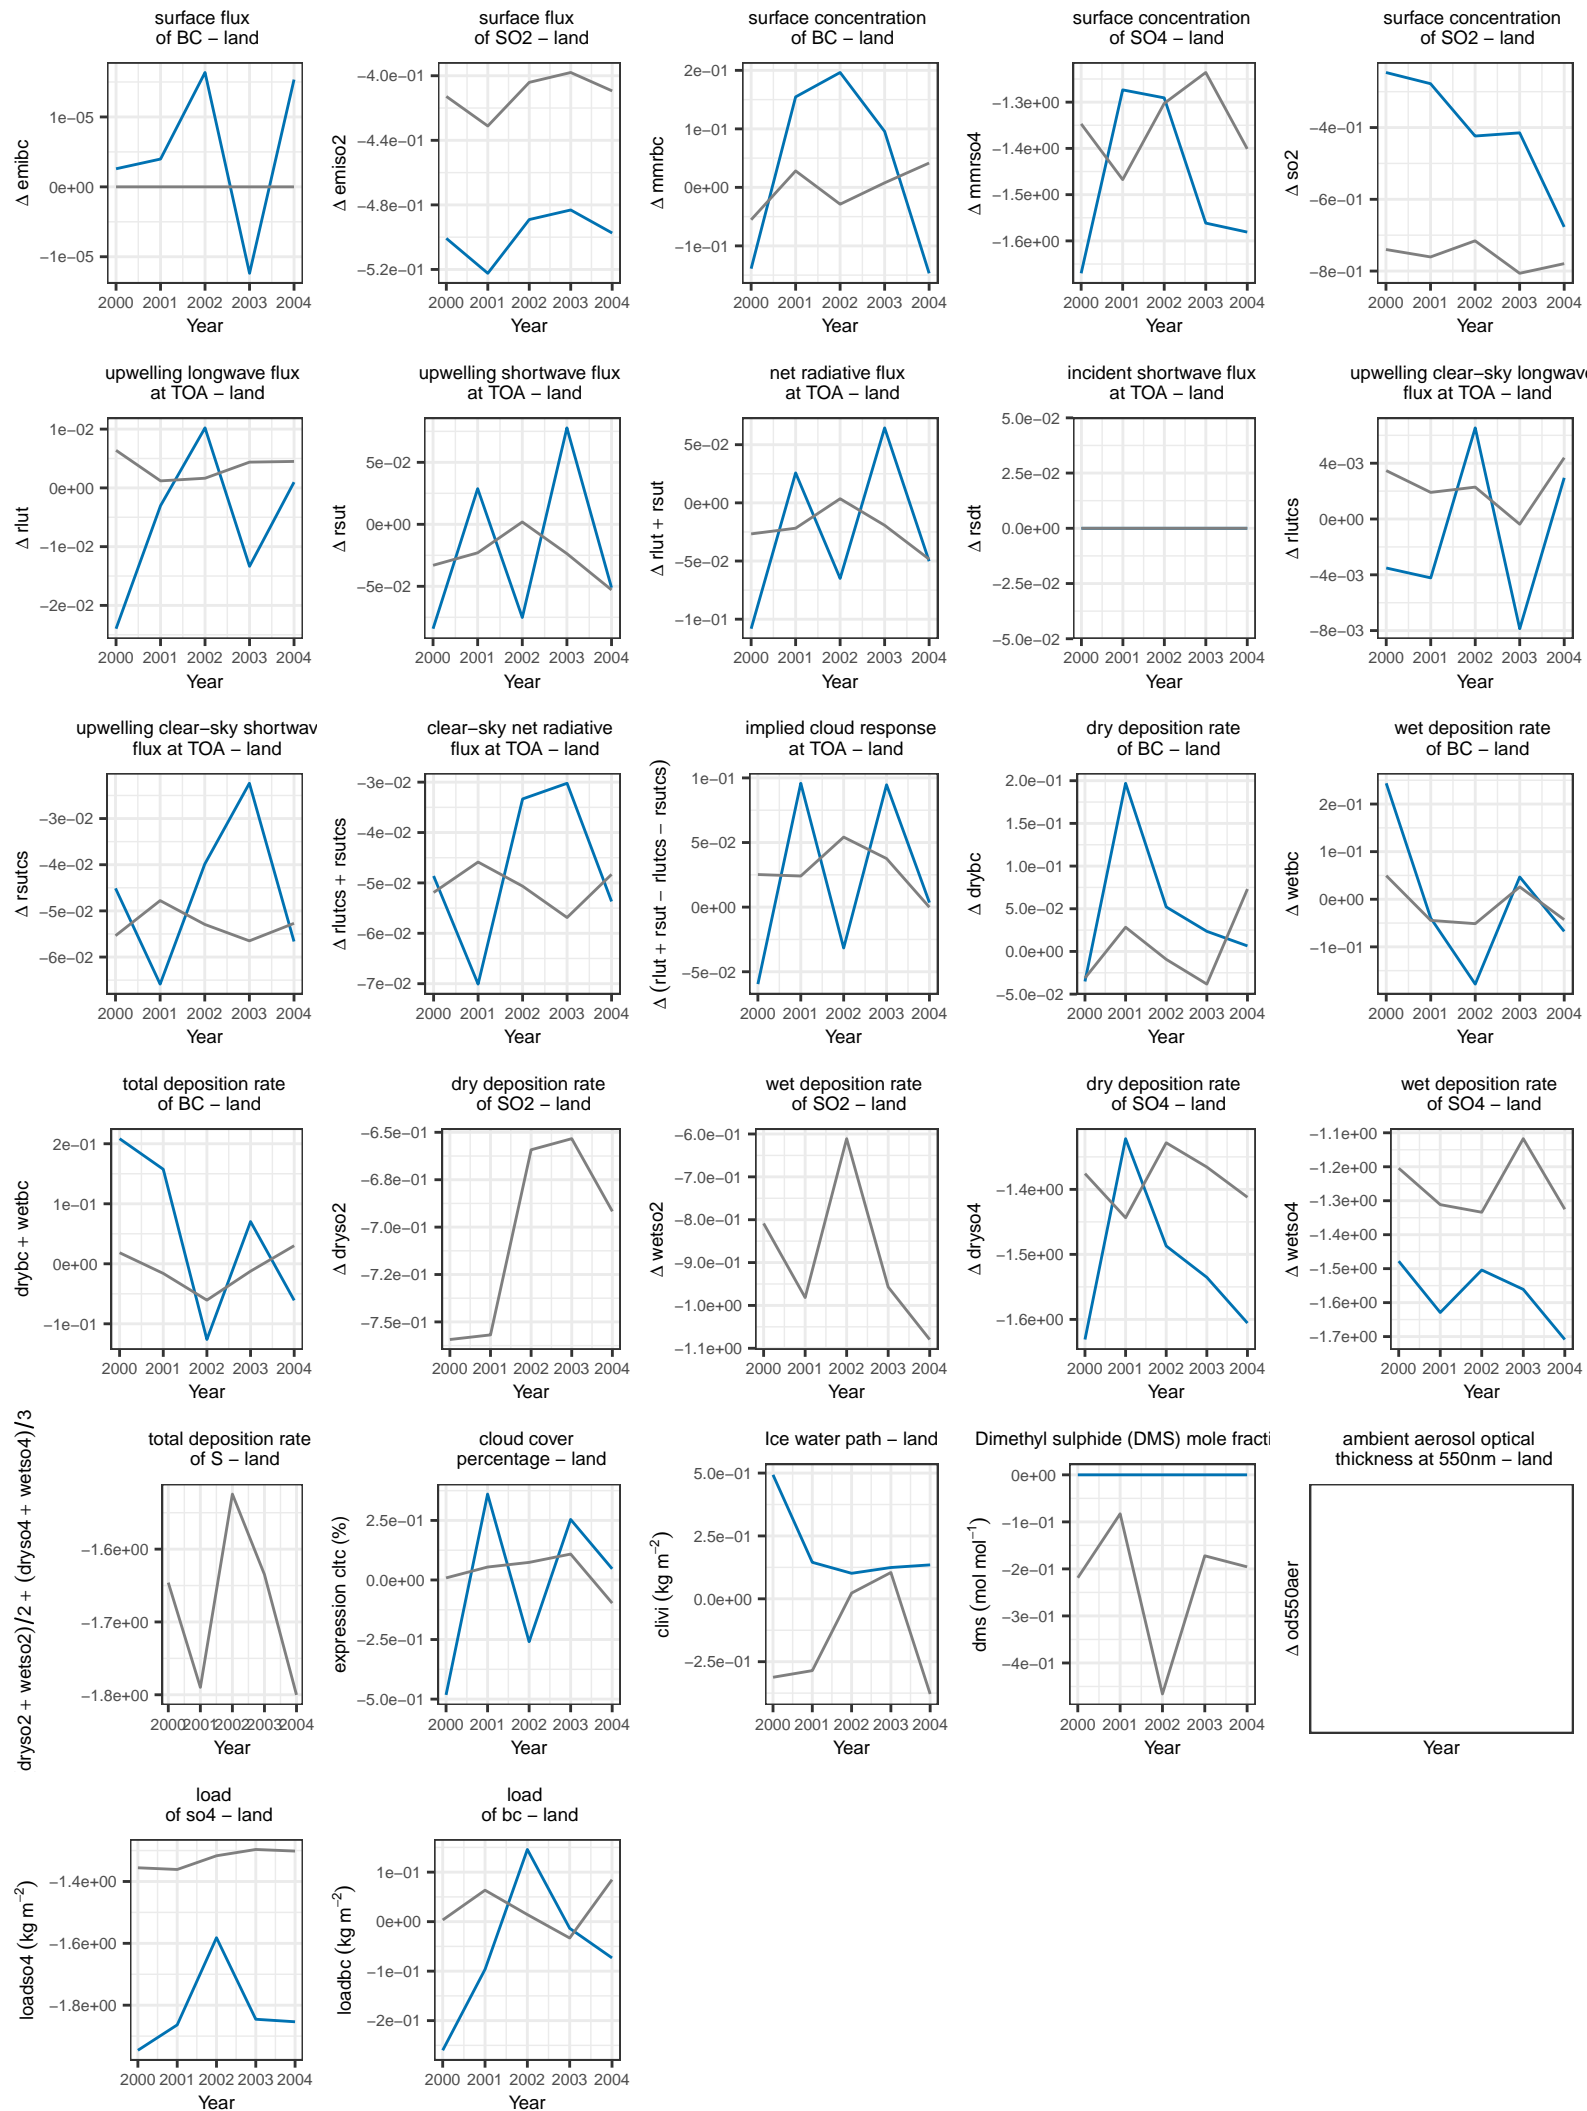 surface flux
of BC − land
Δ emibc
1e−05
0e+00
−1e−05
2000 2001 2002 2003 2004
Year
surface flux
of SO2 − land
Δ emiso2
−4.0e−01
−4.4e−01
−4.8e−01
−5.2e−01
2000 2001 2002 2003 2004
Year
surface concentration
of BC − land
Δ mmrbc
2e−01
1e−01
0e+00
−1e−01
2000 2001 2002 2003 2004
Year
surface concentration
of SO4 − land
Δ mmrso4
−1.3e+00
−1.4e+00
−1.5e+00
−1.6e+00
2000 2001 2002 2003 2004
Year
surface concentration
of SO2 − land
Δ so2
−4e−01
−6e−01
−8e−01
2000 2001 2002 2003 2004
Year
upwelling longwave flux
at TOA − land
Δ rlut
1e−02
0e+00
−1e−02
−2e−02
2000 2001 2002 2003 2004
Year
upwelling shortwave flux
at TOA − land
Δ rsut
5e−02
0e+00
−5e−02
2000 2001 2002 2003 2004
Year
net radiative flux
at TOA − land
Δ rlut + rsut
5e−02
0e+00
−5e−02
−1e−01
2000 2001 2002 2003 2004
Year
incident shortwave flux
at TOA − land
Δ rsdt
5.0e−02
2.5e−02
0.0e+00
−2.5e−02
−5.0e−02
2000 2001 2002 2003 2004
Year
upwelling clear−sky longwave
flux at TOA − land
Δ rlutcs
4e−03
0e+00
−4e−03
−8e−03
2000 2001 2002 2003 2004
Year
upwelling clear−sky shortwav
flux at TOA − land
Δ rsutcs
−3e−02
−4e−02
−5e−02
−6e−02
2000 2001 2002 2003 2004
Year
clear−sky net radiative
flux at TOA − land
Δ rlutcs + rsutcs
−3e−02
−4e−02
−5e−02
−6e−02
−7e−02
2000 2001 2002 2003 2004
Year
implied cloud response
at TOA − land
Δ (rlut + rsut − rlutcs − rsutcs)
1e−01
5e−02
0e+00
−5e−02
2000 2001 2002 2003 2004
Year
dry deposition rate
of BC − land
Δ drybc
2.0e−01
1.5e−01
1.0e−01
5.0e−02
0.0e+00
−5.0e−02
2000 2001 2002 2003 2004
Year
wet deposition rate
of BC − land
Δ wetbc
2e−01
1e−01
0e+00
−1e−01
2000 2001 2002 2003 2004
Year
total deposition rate
of BC − land
drybc + wetbc
2e−01
1e−01
0e+00
−1e−01
2000 2001 2002 2003 2004
Year
dry deposition rate
of SO2 − land
Δ dryso2
−6.5e−01
−6.8e−01
−7.0e−01
−7.2e−01
−7.5e−01
2000 2001 2002 2003 2004
Year
wet deposition rate
of SO2 − land
Δ wetso2
−6.0e−01
−7.0e−01
−8.0e−01
−9.0e−01
−1.0e+00
−1.1e+00
2000 2001 2002 2003 2004
Year
dry deposition rate
of SO4 − land
Δ dryso4
−1.4e+00
−1.5e+00
−1.6e+00
2000 2001 2002 2003 2004
Year
wet deposition rate
of SO4 − land
Δ wetso4
−1.1e+00
−1.2e+00
−1.3e+00
−1.4e+00
−1.5e+00
−1.6e+00
−1.7e+00
2000 2001 2002 2003 2004
Year
total deposition rate
of S − land
dryso2 + wetso2)/2 + (dryso4 + wetso4)/3
−1.6e+00
−1.7e+00
−1.8e+00
2000 2001 2002 2003 2004
Year
cloud cover
percentage − land
expression cltc (%)
2.5e−01
0.0e+00
−2.5e−01
−5.0e−01
2000 2001 2002 2003 2004
Year
Ice water path − land
clivi (kg m⁻²)
5.0e−01
2.5e−01
0.0e+00
−2.5e−01
2000 2001 2002 2003 2004
Year
Dimethyl sulphide (DMS) mole fracti
dms (mol mol⁻¹)
0e+00
−1e−01
−2e−01
−3e−01
−4e−01
2000 2001 2002 2003 2004
Year
ambient aerosol optical
thickness at 550nm − land
Δ od550aer
Year
load
of so4 − land
loadso4 (kg m⁻²)
−1.4e+00
−1.6e+00
−1.8e+00
2000 2001 2002 2003 2004
Year
load
of bc − land
loadbc (kg m⁻²)
1e−01
0e+00
−1e−01
−2e−01
2000 2001 2002 2003 2004
Year